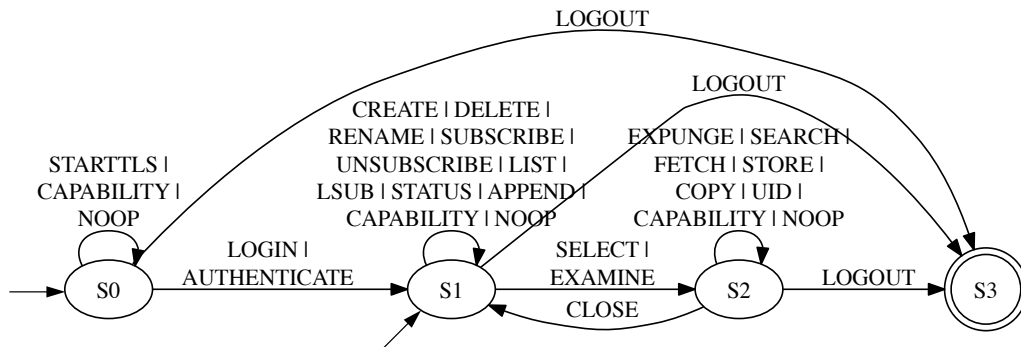 LOGOUT
LOGOUT
CREATE | DELETE |
RENAME | SUBSCRIBE |
UNSUBSCRIBE | LIST |
LSUB | STATUS | APPEND |
CAPABILITY | NOOP
EXPUNGE | SEARCH |
FETCH | STORE |
COPY | UID |
CAPABILITY | NOOP
STARTTLS |
CAPABILITY |
NOOP
LOGIN |
AUTHENTICATE
SELECT |
EXAMINE
LOGOUT
CLOSE
S0
S1
S2
S3